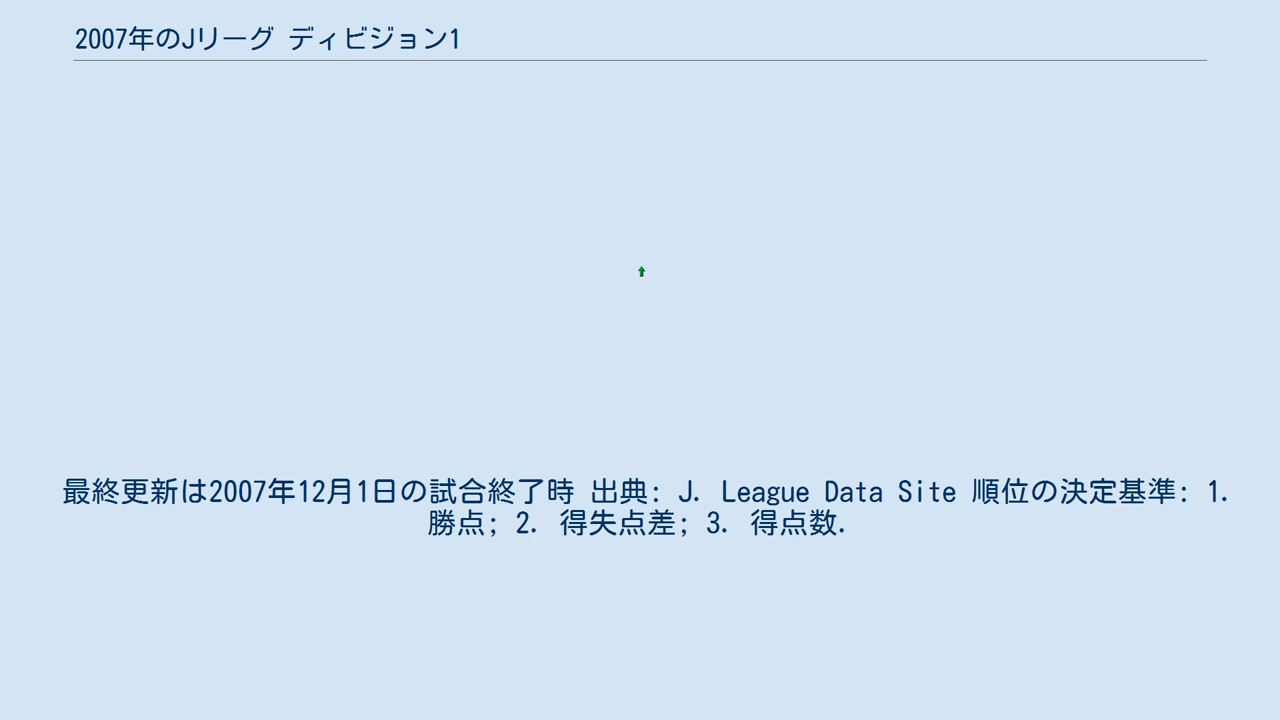 2007年のJリーグ ディビジョン1
最終更新は2007年12月1日の試合終了時 出典: J. League Data Site 順位の決定基準: 1.
勝点; 2. 得失点差; 3. 得点数.